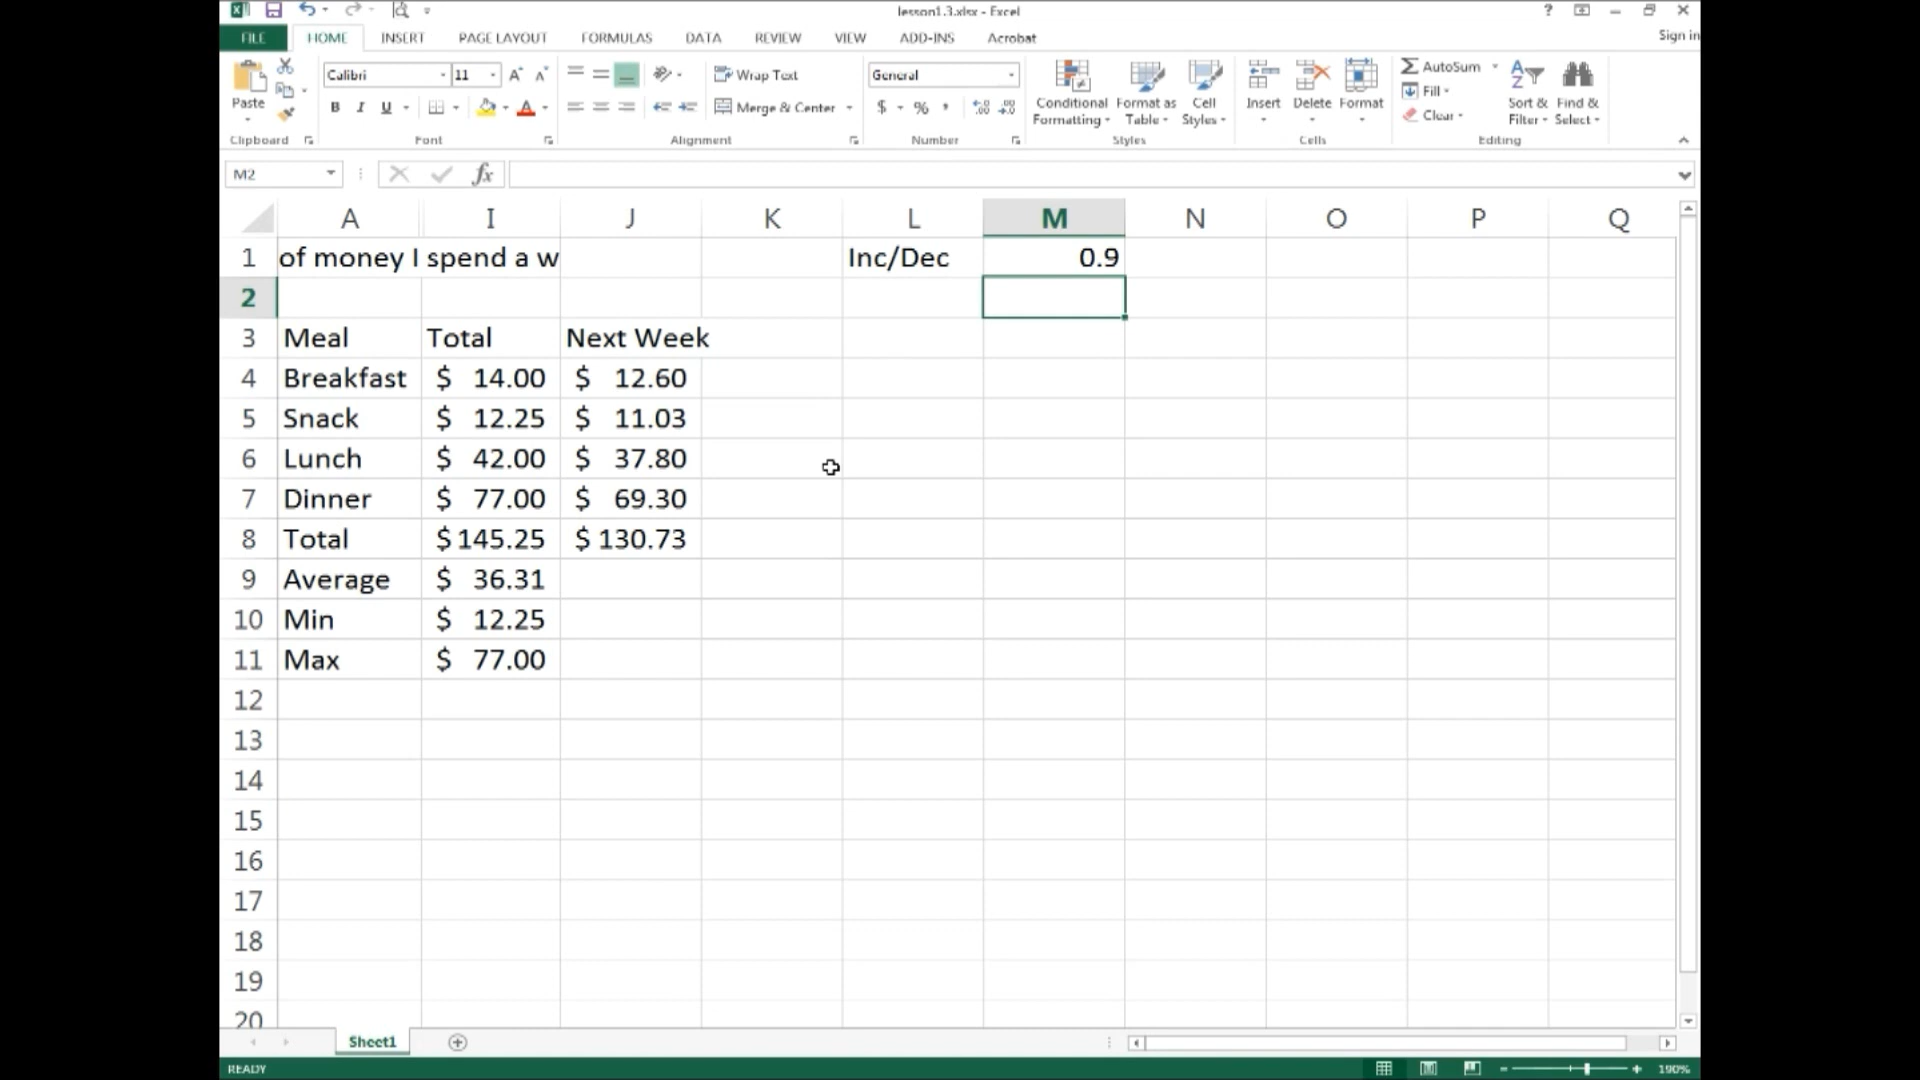 lesson1.3.xlsx - Excel
?
FILE HOME INSERT PAGE LAYOUT FORMULAS DATA REVIEW VIEW ADD-INS Acrobat Sign in
Calibri 11 A A Wrap Text General AutoSum
Paste B I U A Merge & Center $ % , Conditional Formatting Format as Table Cell Styles Insert Delete Format Fill Clear Sort & Filter Find & Select
Clipboard Font Alignment Number Styles Cells Editing
M2 fx
A I J K L M N O P Q
1 of money I spend a w Inc/Dec 0.9
2
3 Meal Total Next Week
4 Breakfast $ 14.00 $ 12.60
5 Snack $ 12.25 $ 11.03
6 Lunch $ 42.00 $ 37.80
7 Dinner $ 77.00 $ 69.30
8 Total $ 145.25 $ 130.73
9 Average $ 36.31
10 Min $ 12.25
11 Max $ 77.00
12
13
14
15
16
17
18
19
20
Sheet1
READY 190%